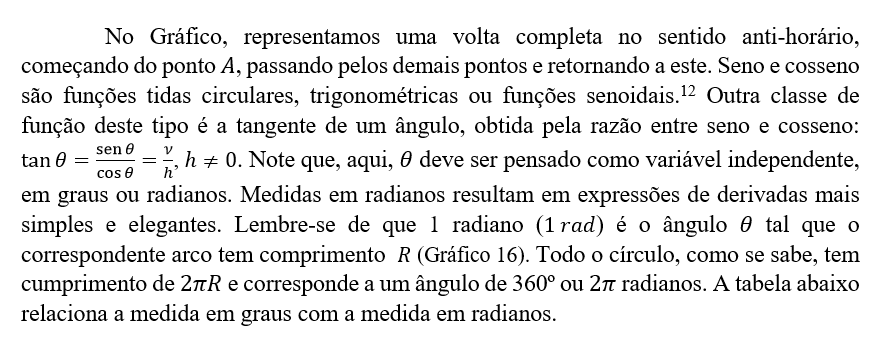 No Gráfico, representamos uma volta completa no sentido anti-horário,
começando do ponto A, passando pelos demais pontos e retornando a este. Seno e cosseno
são funções tidas circulares, trigonométricas ou funções senoidais.¹² Outra classe de
função deste tipo é a tangente de um ângulo, obtida pela razão entre seno e cosseno:
tan θ = sen θ / cos θ = v / h, h ≠ 0. Note que, aqui, θ deve ser pensado como variável independente,
em graus ou radianos. Medidas em radianos resultam em expressões de derivadas mais
simples e elegantes. Lembre-se de que 1 radiano (1 rad) é o ângulo θ tal que o
correspondente arco tem comprimento R (Gráfico 16). Todo o círculo, como se sabe, tem
cumprimento de 2πR e corresponde a um ângulo de 360º ou 2π radianos. A tabela abaixo
relaciona a medida em graus com a medida em radianos.